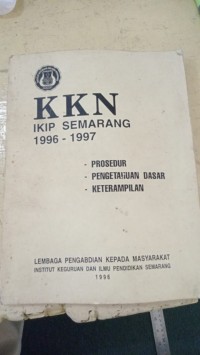 KKN
IKIP SEMARANG
1996 - 1997
- PROSEDUR
- PENGETAHUAN DASAR
- KETERAMPILAN
LEMBAGA PENGABDIAN KEPADA MASYARAKAT
INSTITUT KEGURUAN DAN ILMU PENDIDIKAN SEMARANG
1996